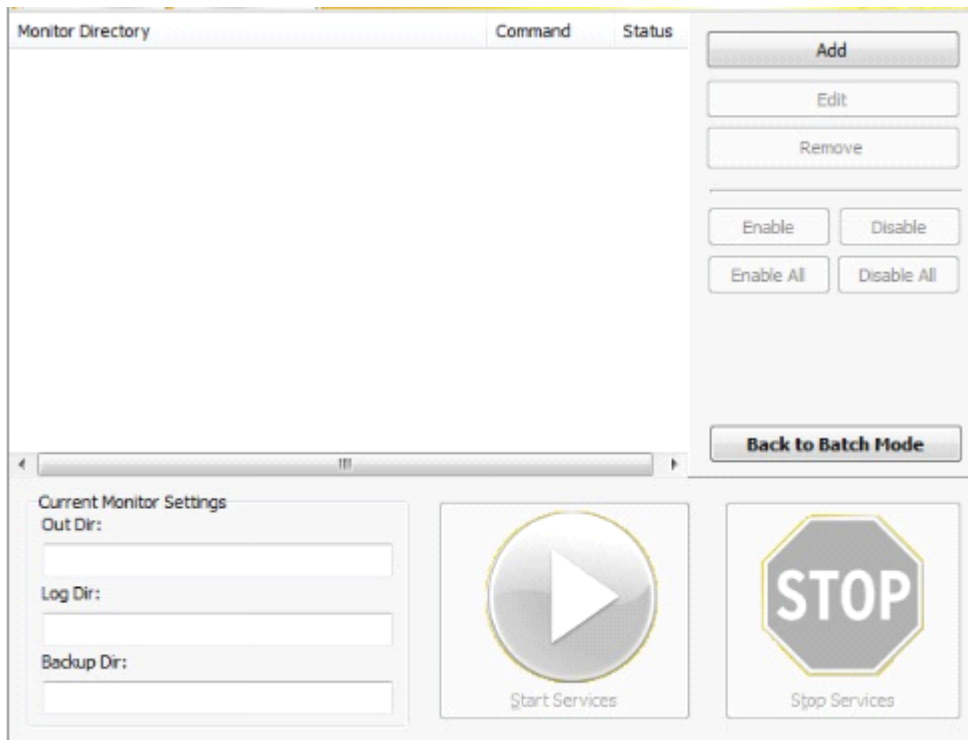 Monitor Directory Command Status
Add
Edit
Remove
Enable Disable
Enable All Disable All
Back to Batch Mode
Current Monitor Settings
Out Dir:
Log Dir:
Backup Dir:
Start Services
STOP
Stop Services